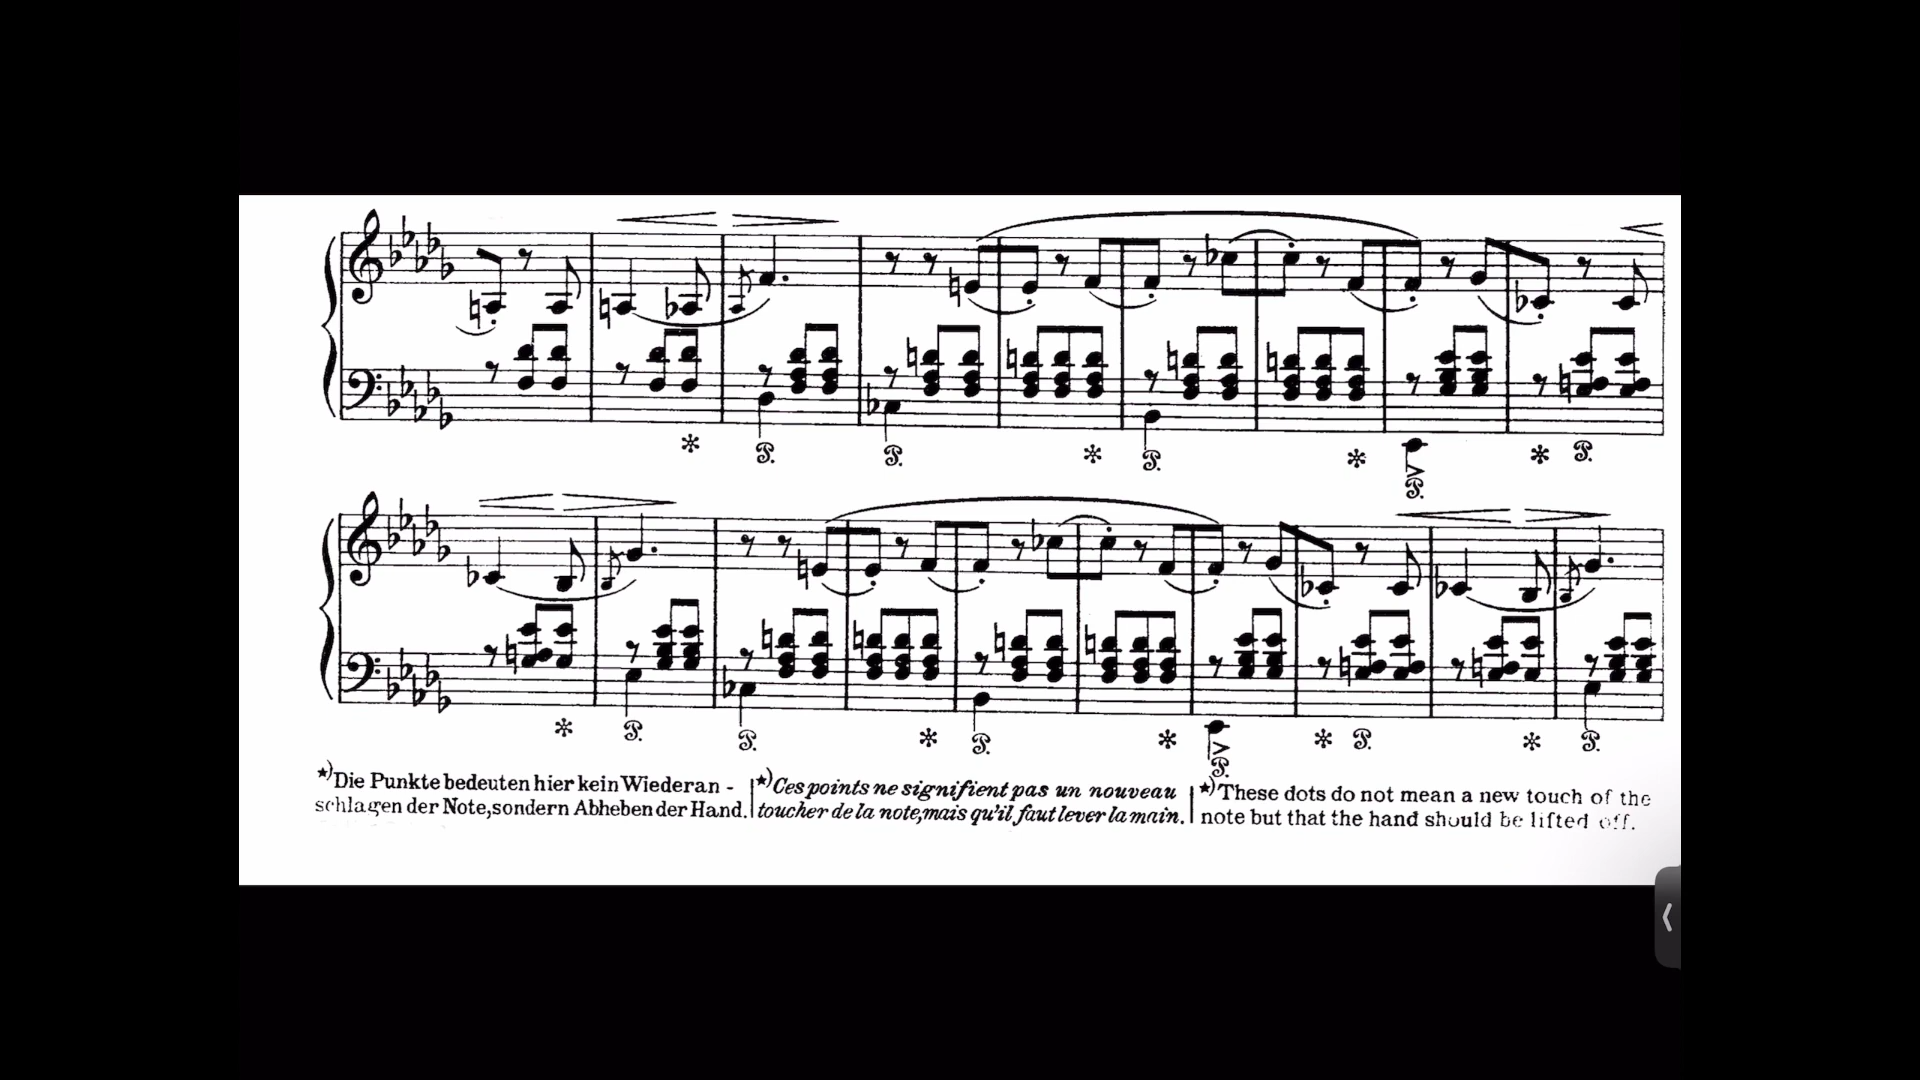 *) Die Punkte bedeuten hier kein Wiederan -
schlagen der Note, sondern Abheben der Hand.
*) Ces points ne signifient pas un nouveau
toucher de la note, mais qu'il faut lever la main.
*) These dots do not mean a new touch of the
note but that the hand should be lifted off.